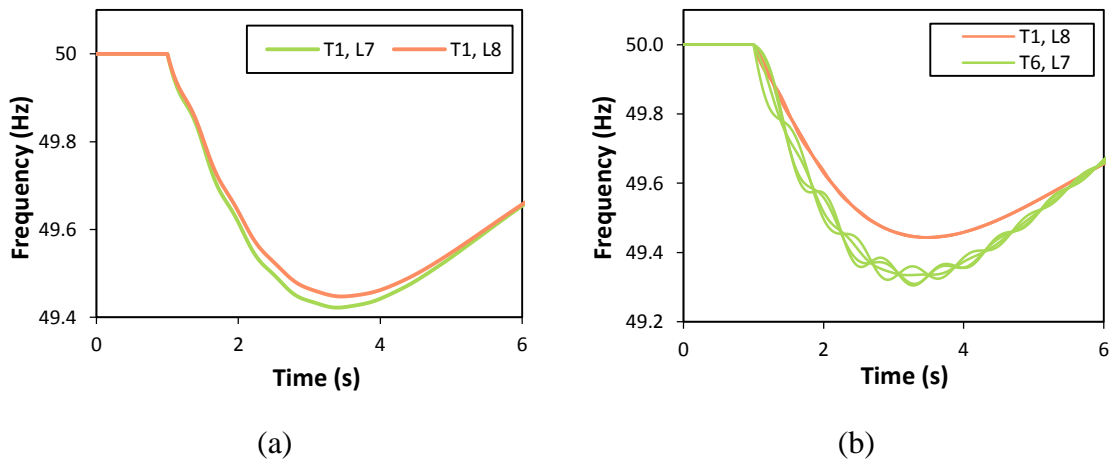 50
49.8
49.6
49.4
Frequency (Hz)
T1, L7 T1, L8
0 2 4 6
Time (s)
(a)
50.0
49.8
49.6
49.4
49.2
Frequency (Hz)
T1, L8
T6, L7
0 2 4 6
Time (s)
(b)